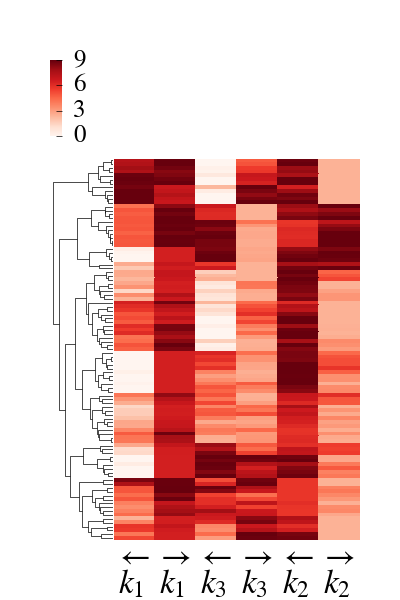 9
6
3
0
← → ← → ← →
k1 k1 k3 k3 k2 k2